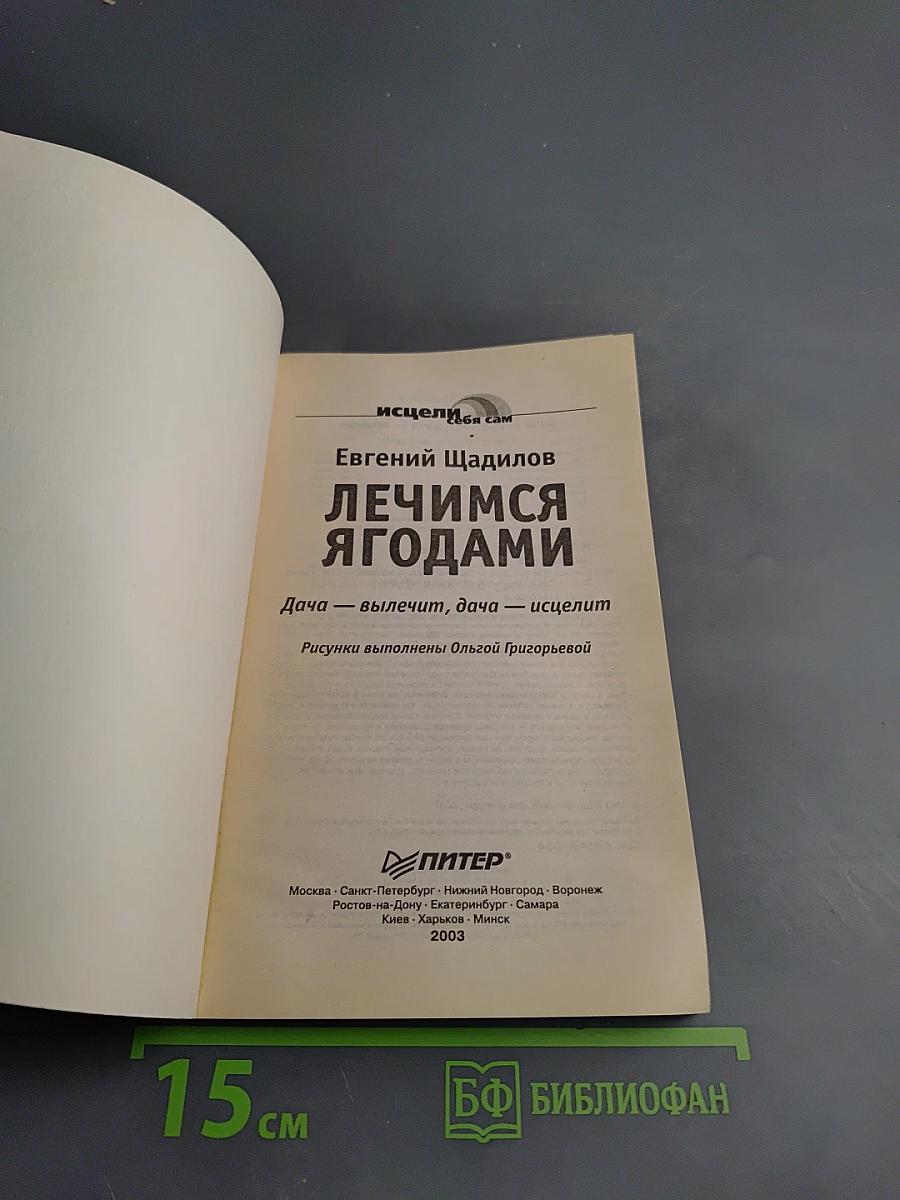 исцели
себя сам
Евгений Щадилов
ЛЕЧИМСЯ
ЯГОДАМИ
Дача — вылечит, дача — исцелит
Рисунки выполнены Ольгой Григорьевой
ПИТЕР®
Москва · Санкт-Петербург · Нижний Новгород · Воронеж
Ростов-на-Дону · Екатеринбург · Самара
Киев · Харьков · Минск
2003
15 см
БФ БИБЛИОФАН